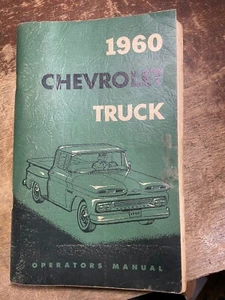 1960
CHEVROLET
TRUCK
OPERATORS MANUAL